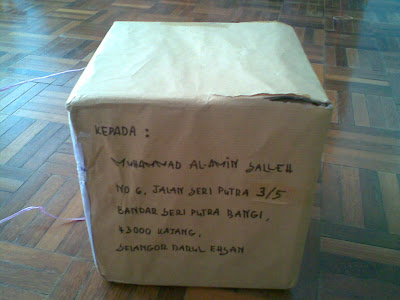 KEPADA :
MUHAMMAD AL-AMIN SALLEH
NO 6, JALAN SERI PUTRA 3/5
BANDAR SERI PUTRA BANGI,
43000 KAJANG,
SELANGOR DARUL EHSAN